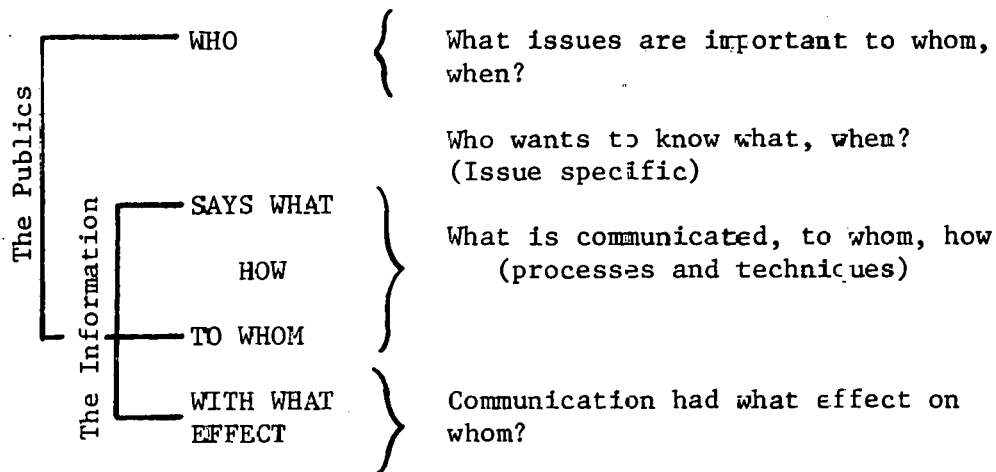 WHO
What issues are important to whom,
when?
Who wants to know what, when?
(Issue specific)
The Publics
The Information
SAYS WHAT
HOW
TO WHOM
What is communicated, to whom, how
(processes and techniques)
WITH WHAT
EFFECT
Communication had what effect on
whom?